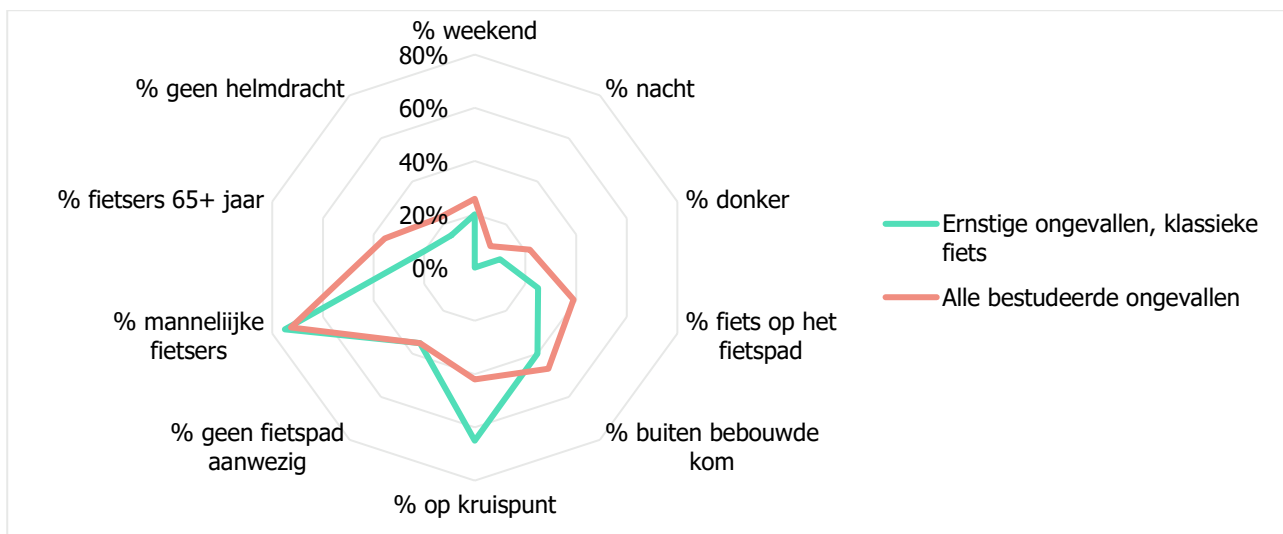 % weekend
80%
% geen helmdracht
% nacht
60%
40%
% fietsers 65+ jaar
% donker
20%
0%
Ernstige ongevallen, klassieke
fiets
Alle bestudeerde ongevallen
% manneliijke
fietsers
% fiets op het
fietspad
% geen fietspad
aanwezig
% buiten bebouwde
kom
% op kruispunt